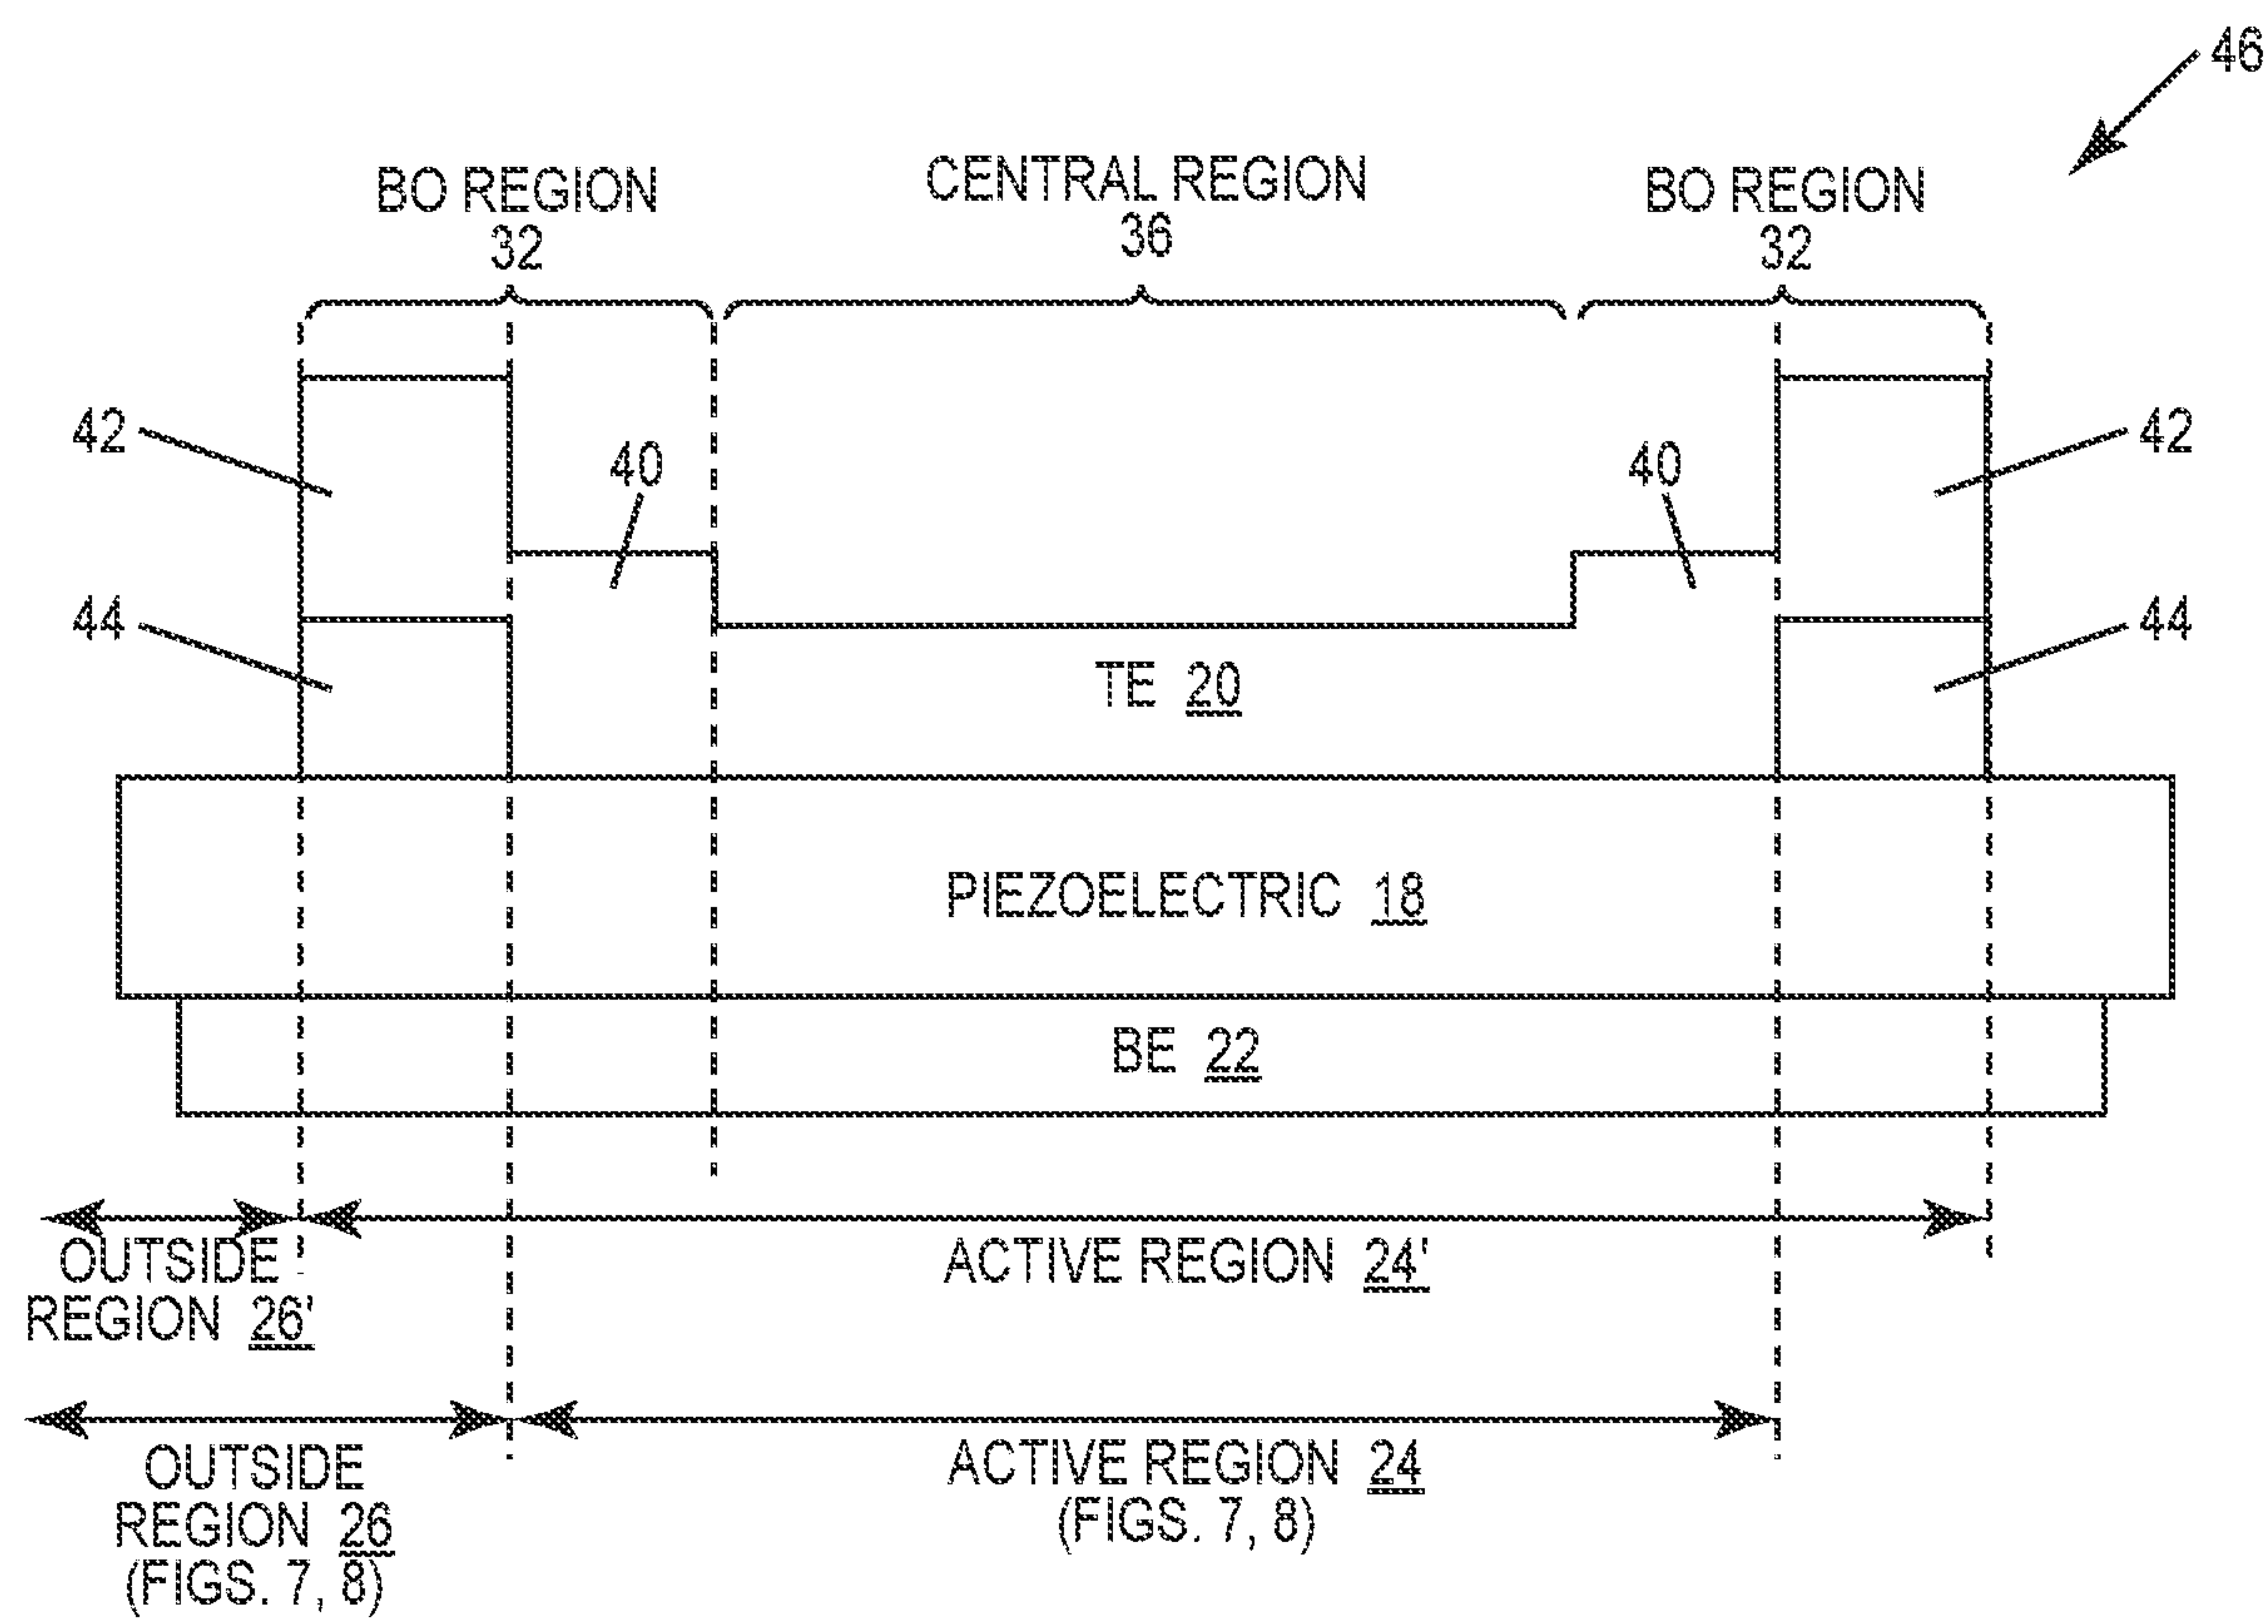 46
BO REGION
32
CENTRAL REGION
36
BO REGION
32
42
40
40
42
44
44
TE 20
PIEZOELECTRIC 18
BE 22
OUTSIDE
REGION 26'
ACTIVE REGION 24'
OUTSIDE
REGION 26
(FIGS. 7, 8)
ACTIVE REGION 24
(FIGS. 7, 8)